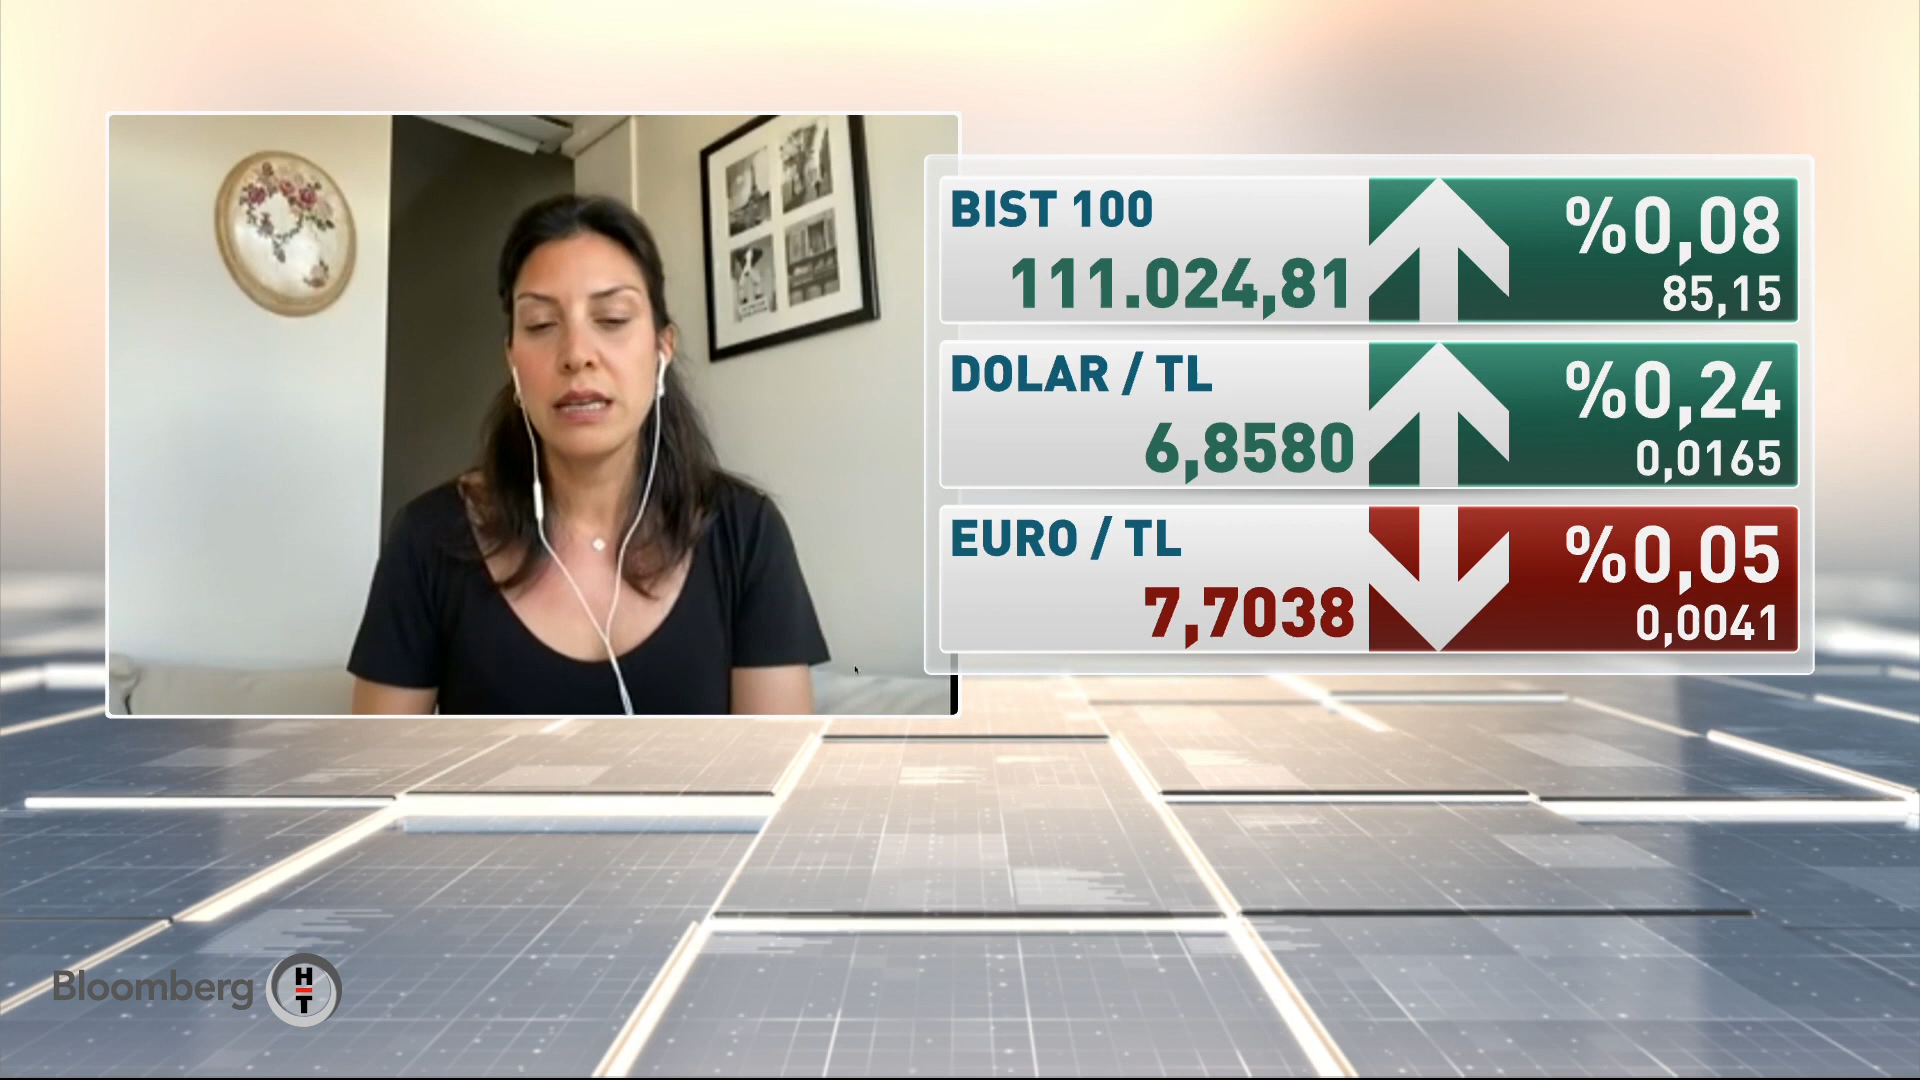 BIST 100
111.024,81
%0,08
85,15
DOLAR / TL
6,8580
%0,24
0,0165
EURO / TL
7,7038
%0,05
0,0041
Bloomberg HT